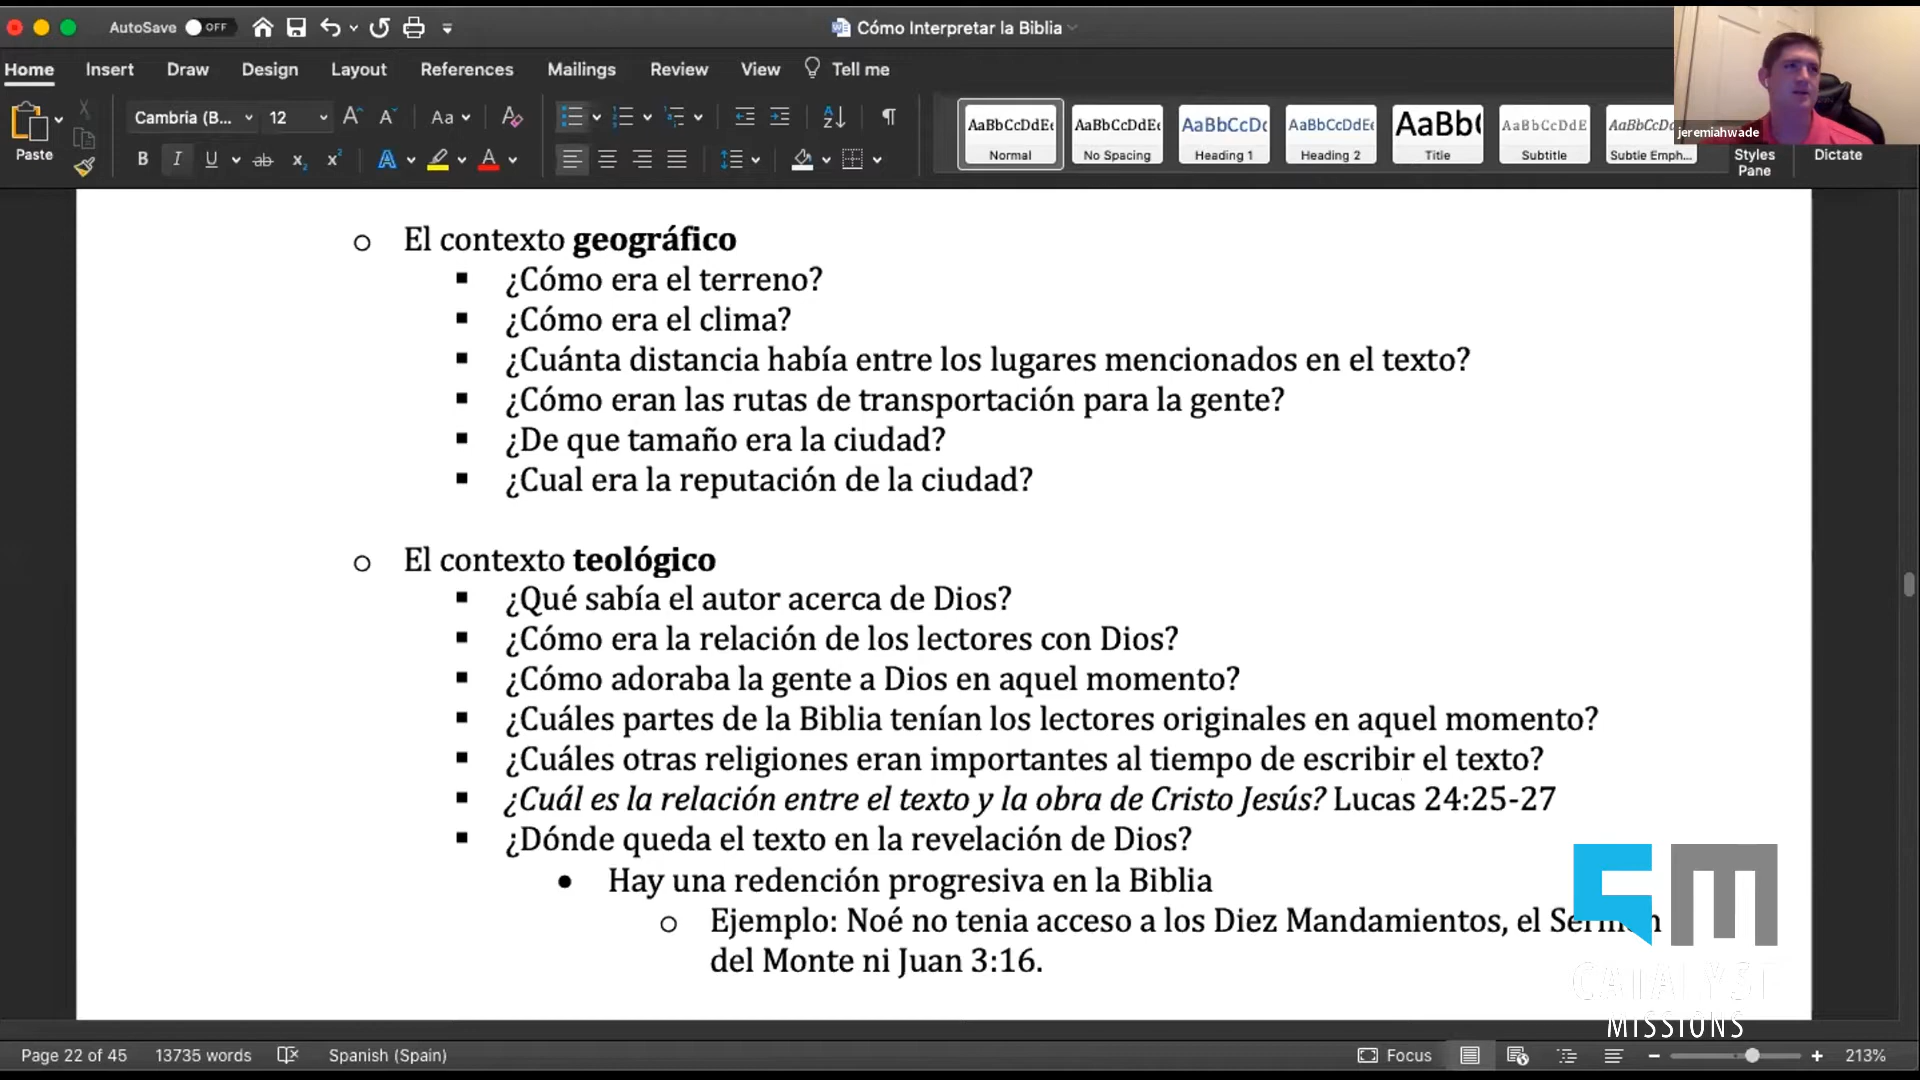 AutoSave OFF Cómo Interpretar la Biblia
jeremiahwade
Home Insert Draw Design Layout References Mailings Review View Tell me
Paste Cambria (B... 12 Aa
AaBbCcDdEe AaBbCcDdEe AaBbCcDc AaBbCcDdEe AaBb( AaBbCcDdE AaBbCcDc
Normal No Spacing Heading 1 Heading 2 Title Subtitle Subtle Emph... Styles Pane Dictate
El contexto geográfico
¿Cómo era el terreno?
¿Cómo era el clima?
¿Cuánta distancia había entre los lugares mencionados en el texto?
¿Cómo eran las rutas de transportación para la gente?
¿De que tamaño era la ciudad?
¿Cual era la reputación de la ciudad?
El contexto teológico
¿Qué sabía el autor acerca de Dios?
¿Cómo era la relación de los lectores con Dios?
¿Cómo adoraba la gente a Dios en aquel momento?
¿Cuáles partes de la Biblia tenían los lectores originales en aquel momento?
¿Cuáles otras religiones eran importantes al tiempo de escribir el texto?
¿Cuál es la relación entre el texto y la obra de Cristo Jesús? Lucas 24:25-27
¿Dónde queda el texto en la revelación de Dios?
Hay una redención progresiva en la Biblia
Ejemplo: Noé no tenia acceso a los Diez Mandamientos, el Sermón
del Monte ni Juan 3:16.
CATALYST
MISSIONS
Page 22 of 45 13735 words Spanish (Spain) Focus 213%